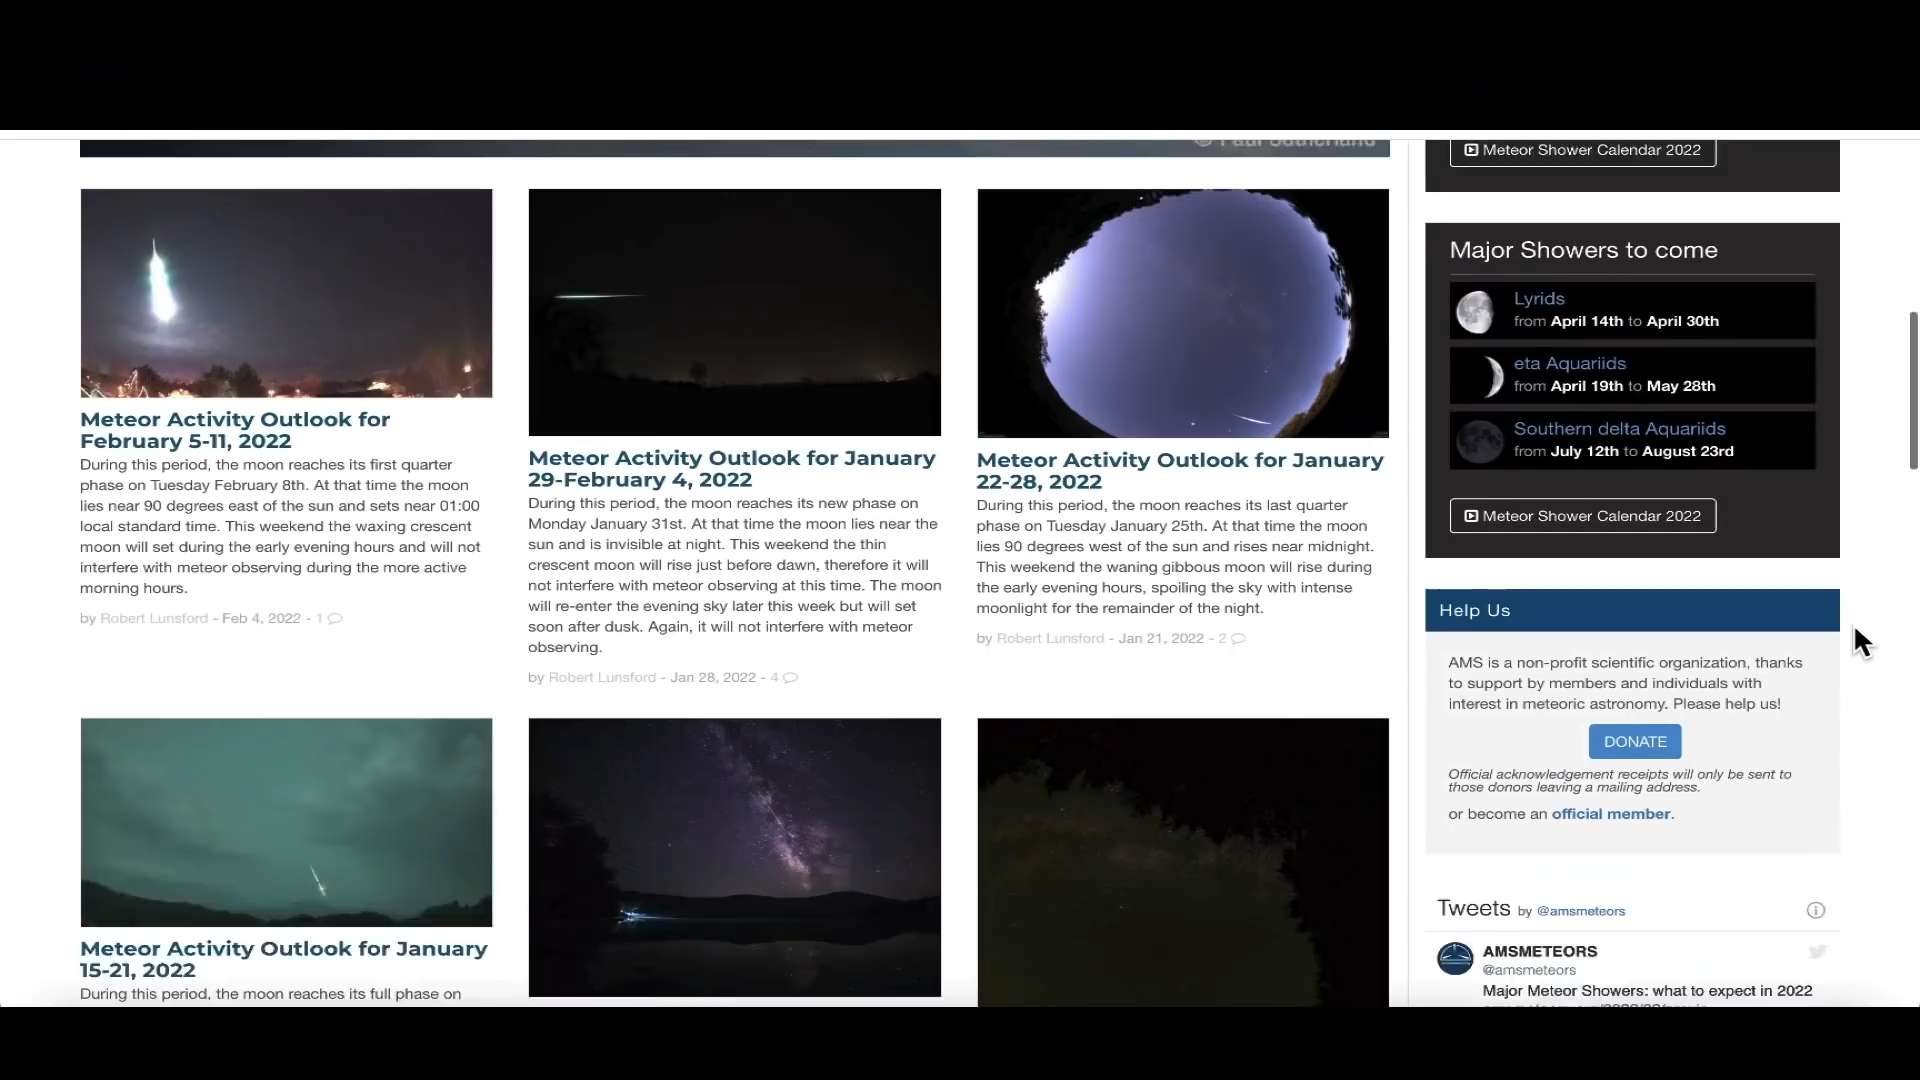 © Paul Sutherland
Meteor Activity Outlook for
February 5-11, 2022
During this period, the moon reaches its first quarter
phase on Tuesday February 8th. At that time the moon
lies near 90 degrees east of the sun and sets near 01:00
local standard time. This weekend the waxing crescent
moon will set during the early evening hours and will not
interfere with meteor observing during the more active
morning hours.
by Robert Lunsford - Feb 4, 2022 - 1
Meteor Activity Outlook for January
29-February 4, 2022
During this period, the moon reaches its new phase on
Monday January 31st. At that time the moon lies near the
sun and is invisible at night. This weekend the thin
crescent moon will rise just before dawn, therefore it will
not interfere with meteor observing at this time. The moon
will re-enter the evening sky later this week but will set
soon after dusk. Again, it will not interfere with meteor
observing.
by Robert Lunsford - Jan 28, 2022 - 4
Meteor Activity Outlook for January
22-28, 2022
During this period, the moon reaches its last quarter
phase on Tuesday January 25th. At that time the moon
lies 90 degrees west of the sun and rises near midnight.
This weekend the waning gibbous moon will rise during
the early evening hours, spoiling the sky with intense
moonlight for the remainder of the night.
by Robert Lunsford - Jan 21, 2022 - 2
Meteor Activity Outlook for January
15-21, 2022
During this period, the moon reaches its full phase on
Meteor Shower Calendar 2022
Major Showers to come
Lyrids
from April 14th to April 30th
eta Aquariids
from April 19th to May 28th
Southern delta Aquariids
from July 12th to August 23rd
Meteor Shower Calendar 2022
Help Us
AMS is a non-profit scientific organization, thanks
to support by members and individuals with
interest in meteoric astronomy. Please help us!
DONATE
Official acknowledgement receipts will only be sent to
those donors leaving a mailing address.
or become an official member.
Tweets by @amsmeteors
AMSMETEORS
@amsmeteors
Major Meteor Showers: what to expect in 2022